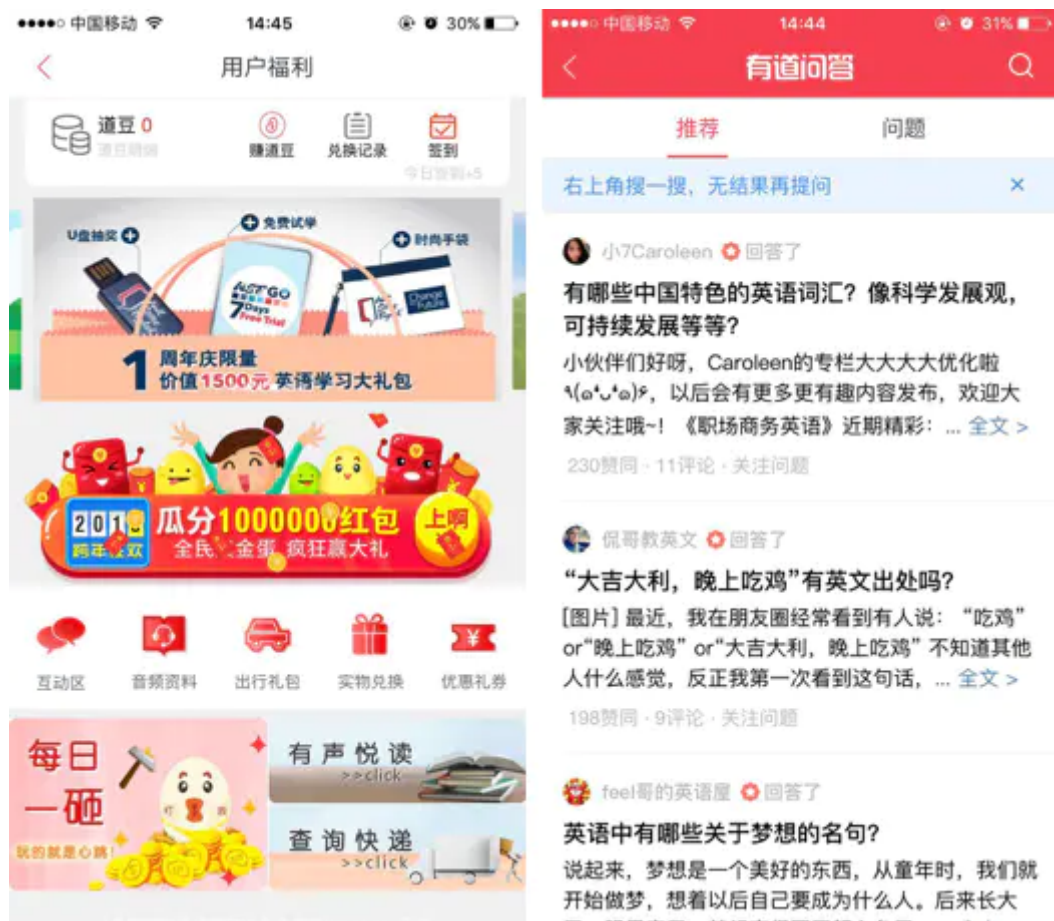 中国移动
14:45
30%
用户福利
道豆 0
道豆明细
赚道豆
兑换记录
签到
今日签到+5
U盘抽奖
免费试学
时尚手袋
JUST GO
7 Days
Free Trial
Change
Future
1 周年庆限量
价值1500元 英语学习大礼包
瓜分1000000红包
上啊
跨年狂欢
全民砸金蛋 疯狂赢大礼
互动区
音频资料
出行礼包
实物兑换
优惠礼券
每日
一砸
玩的就是心跳!
有声悦读
>>click
查询快递
>>click
中国移动
14:44
31%
有道问答
推荐
问题
右上角搜一搜,无结果再提问
小7Caroleen 回答了
有哪些中国特色的英语词汇?像科学发展观,
可持续发展等等?
小伙伴们好呀,Caroleen的专栏大大大大优化啦
٩(๑❛ᴗ❛๑)۶,以后会有更多更有趣内容发布,欢迎大
家关注哦~!《职场商务英语》近期精彩:... 全文 >
230赞同 · 11评论 · 关注问题
侃哥教英文 回答了
“大吉大利,晚上吃鸡”有英文出处吗?
[图片] 最近,我在朋友圈经常看到有人说:“吃鸡”
or“晚上吃鸡” or“大吉大利,晚上吃鸡” 不知道其他
人什么感觉,反正我第一次看到这句话,... 全文 >
198赞同 · 9评论 · 关注问题
feel哥的英语屋 回答了
英语中有哪些关于梦想的名句?
说起来,梦想是一个美好的东西,从童年时,我们就
开始做梦,想着以后自己要成为什么人。后来长大